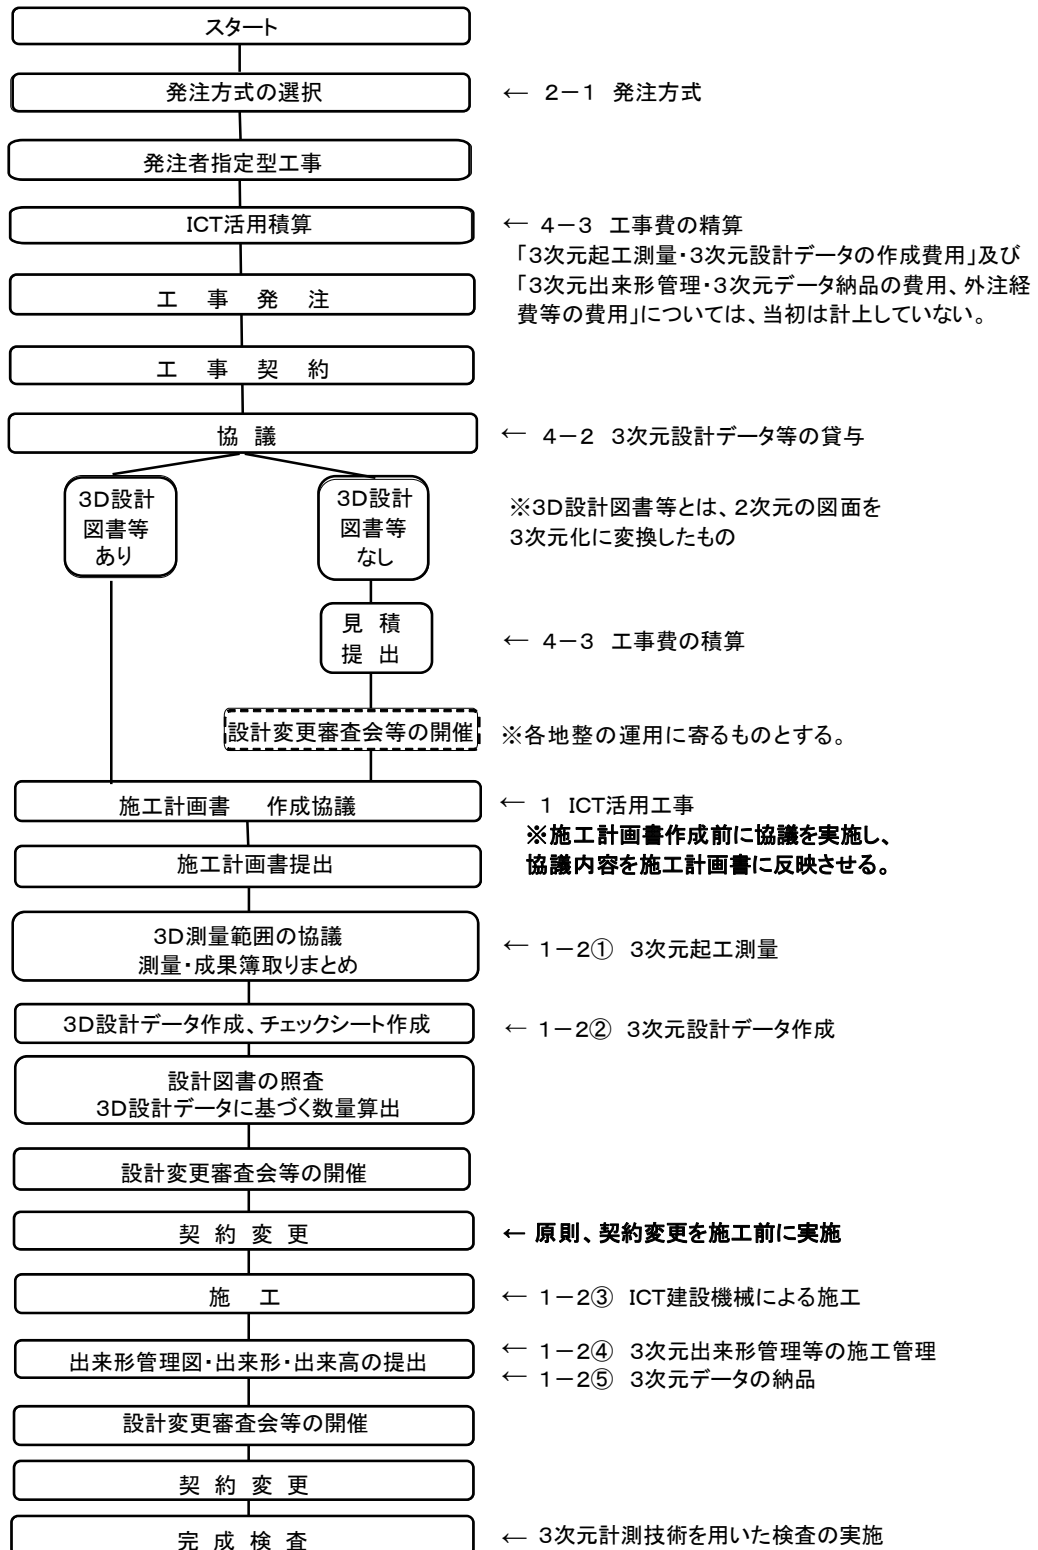 スタート
発注方式の選択
← 2－1 発注方式
発注者指定型工事
ICT活用積算
← 4－3 工事費の精算
「3次元起工測量・3次元設計データの作成費用」及び
「3次元出来形管理・3次元データ納品の費用、外注経
費等の費用」については、当初は計上していない。
工 事 発 注
工 事 契 約
協 議
← 4－2 3次元設計データ等の貸与
3D設計
図書等
あり
3D設計
図書等
なし
※3D設計図書等とは、2次元の図面を
3次元化に変換したもの
見 積
提 出
← 4－3 工事費の積算
設計変更審査会等の開催
※各地整の運用に寄るものとする。
施工計画書 作成協議
← 1 ICT活用工事
※施工計画書作成前に協議を実施し、
協議内容を施工計画書に反映させる。
施工計画書提出
3D測量範囲の協議
測量・成果簿取りまとめ
← 1－2① 3次元起工測量
3D設計データ作成、チェックシート作成
← 1－2② 3次元設計データ作成
設計図書の照査
3D設計データに基づく数量算出
設計変更審査会等の開催
契 約 変 更
← 原則、契約変更を施工前に実施
施 工
← 1－2③ ICT建設機械による施工
出来形管理図・出来形・出来高の提出
← 1－2④ 3次元出来形管理等の施工管理
← 1－2⑤ 3次元データの納品
設計変更審査会等の開催
契 約 変 更
完 成 検 査
← 3次元計測技術を用いた検査の実施